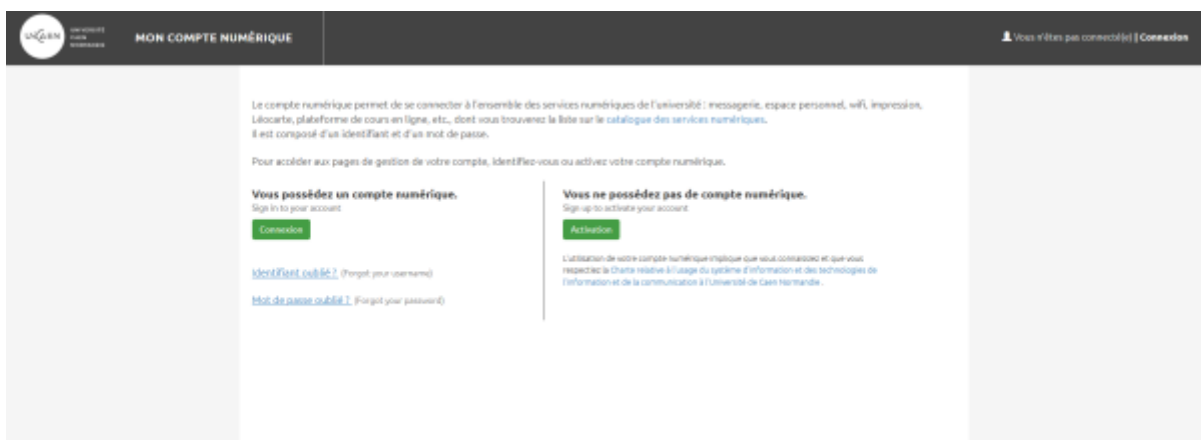 UNICAEN
UNIVERSITÉ
CAEN
NORMANDIE
MON COMPTE NUMÉRIQUE
Vous n'êtes pas connecté(e) | Connexion
Le compte numérique permet de se connecter à l'ensemble des services numériques de l'université : messagerie, espace personnel, wifi, impression,
Léocarte, plateforme de cours en ligne, etc., dont vous trouverez la liste sur le catalogue des services numériques.
Il est composé d'un identifiant et d'un mot de passe.
Pour accéder aux pages de gestion de votre compte, identifiez-vous ou activez votre compte numérique.
Vous possédez un compte numérique.
Sign in to your account
Connexion
Identifiant oublié ? (Forgot your username)
Mot de passe oublié ? (Forgot your password)
Vous ne possédez pas de compte numérique.
Sign up to activate your account
Activation
L'utilisation de votre compte numérique implique que vous connaissiez et que vous
respectiez la Charte relative à l'usage du système d'information et des technologies de
l'information et de la communication à l'Université de Caen Normandie .